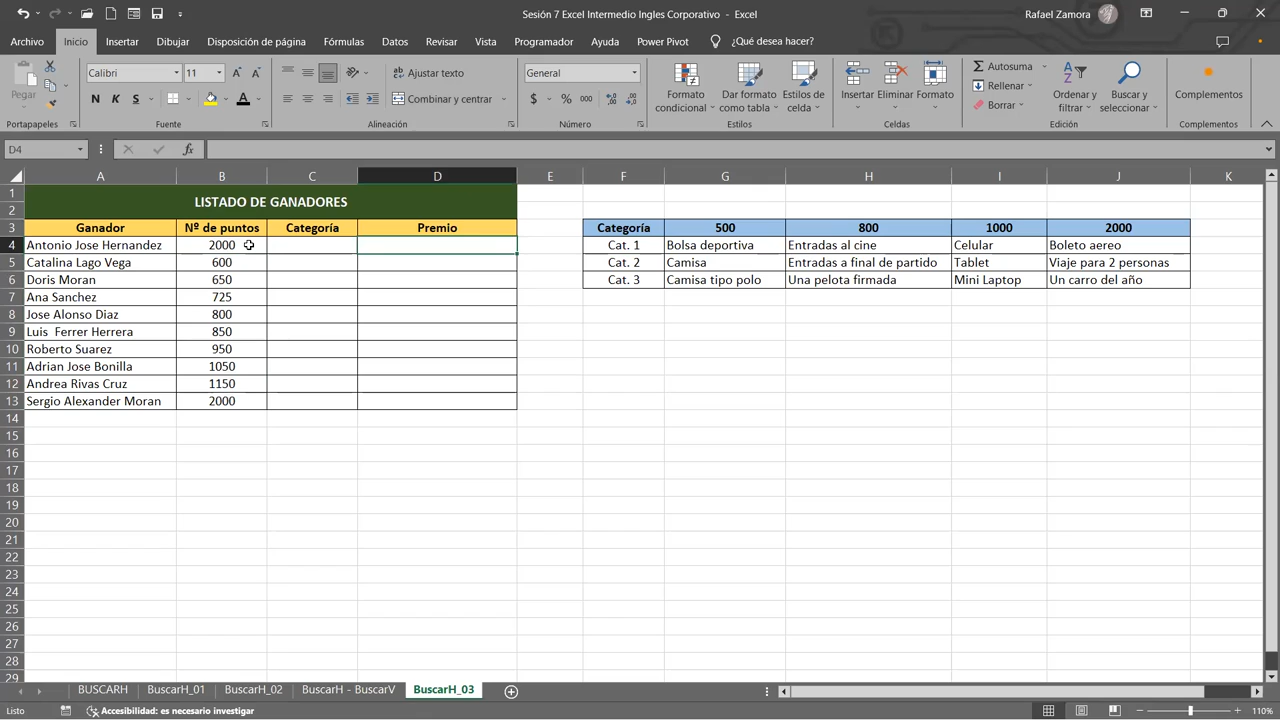 Sesión 7 Excel Intermedio Ingles Corporativo - Excel
Rafael Zamora
Archivo Inicio Insertar Dibujar Disposición de página Fórmulas Datos Revisar Vista Programador Ayuda Power Pivot ¿Qué desea hacer?
Pegar
Calibri 11
N K S
Ajustar texto
Combinar y centrar
General
$ % 000
Formato condicional
Dar formato como tabla
Estilos de celda
Insertar Eliminar Formato
Autosuma
Rellenar
Borrar
Ordenar y filtrar
Buscar y seleccionar
Complementos
Portapapeles Fuente Alineación Número Estilos Celdas Edición Complementos
D4 fx
A B C D E F G H I J K
1
2 LISTADO DE GANADORES
3 Ganador Nº de puntos Categoría Premio Categoría 500 800 1000 2000
4 Antonio Jose Hernandez 2000 Cat. 1 Bolsa deportiva Entradas al cine Celular Boleto aereo
5 Catalina Lago Vega 600 Cat. 2 Camisa Entradas a final de partido Tablet Viaje para 2 personas
6 Doris Moran 650 Cat. 3 Camisa tipo polo Una pelota firmada Mini Laptop Un carro del año
7 Ana Sanchez 725
8 Jose Alonso Diaz 800
9 Luis Ferrer Herrera 850
10 Roberto Suarez 950
11 Adrian Jose Bonilla 1050
12 Andrea Rivas Cruz 1150
13 Sergio Alexander Moran 2000
14
15
16
17
18
19
20
21
22
23
24
25
26
27
28
29
BUSCARH BuscarH_01 BuscarH_02 BuscarH - BuscarV BuscarH_03
Listo Accesibilidad: es necesario investigar 110%